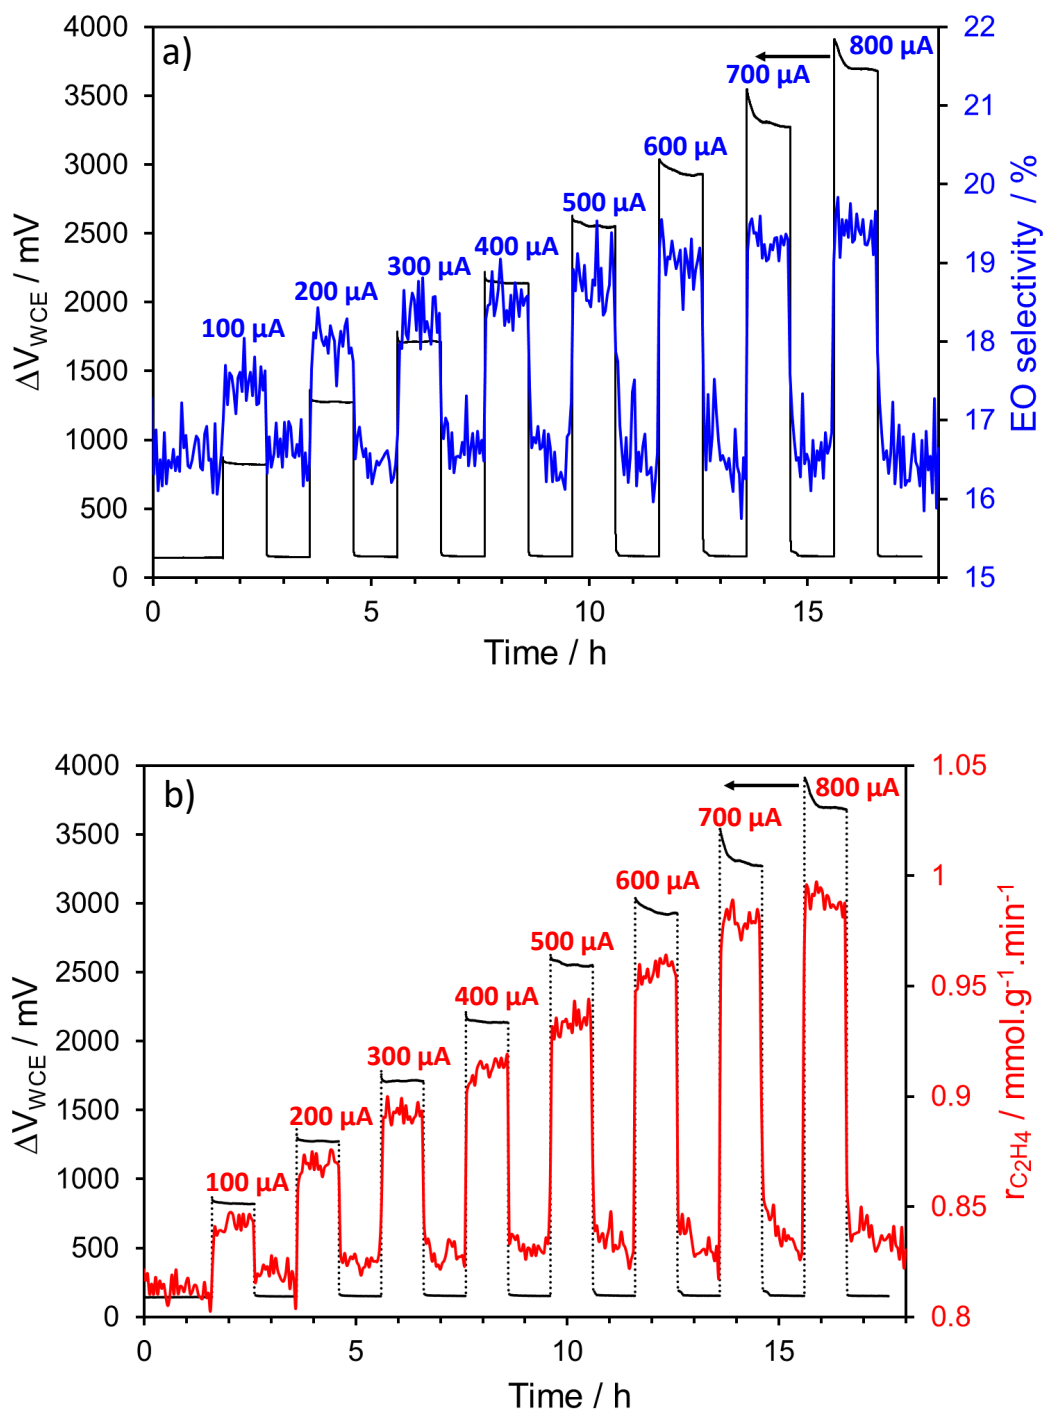 a)
4000
3500
3000
2500
2000
1500
1000
500
0
ΔV_WCE / mV
22
21
20
19
18
17
16
15
EO selectivity / %
100 µA
200 µA
300 µA
400 µA
500 µA
600 µA
700 µA
800 µA
0 5 10 15
Time / h
b)
4000
3500
3000
2500
2000
1500
1000
500
0
ΔV_WCE / mV
1.05
1
0.95
0.9
0.85
0.8
r_C2H4 / mmol.g⁻¹.min⁻¹
100 µA
200 µA
300 µA
400 µA
500 µA
600 µA
700 µA
800 µA
0 5 10 15
Time / h